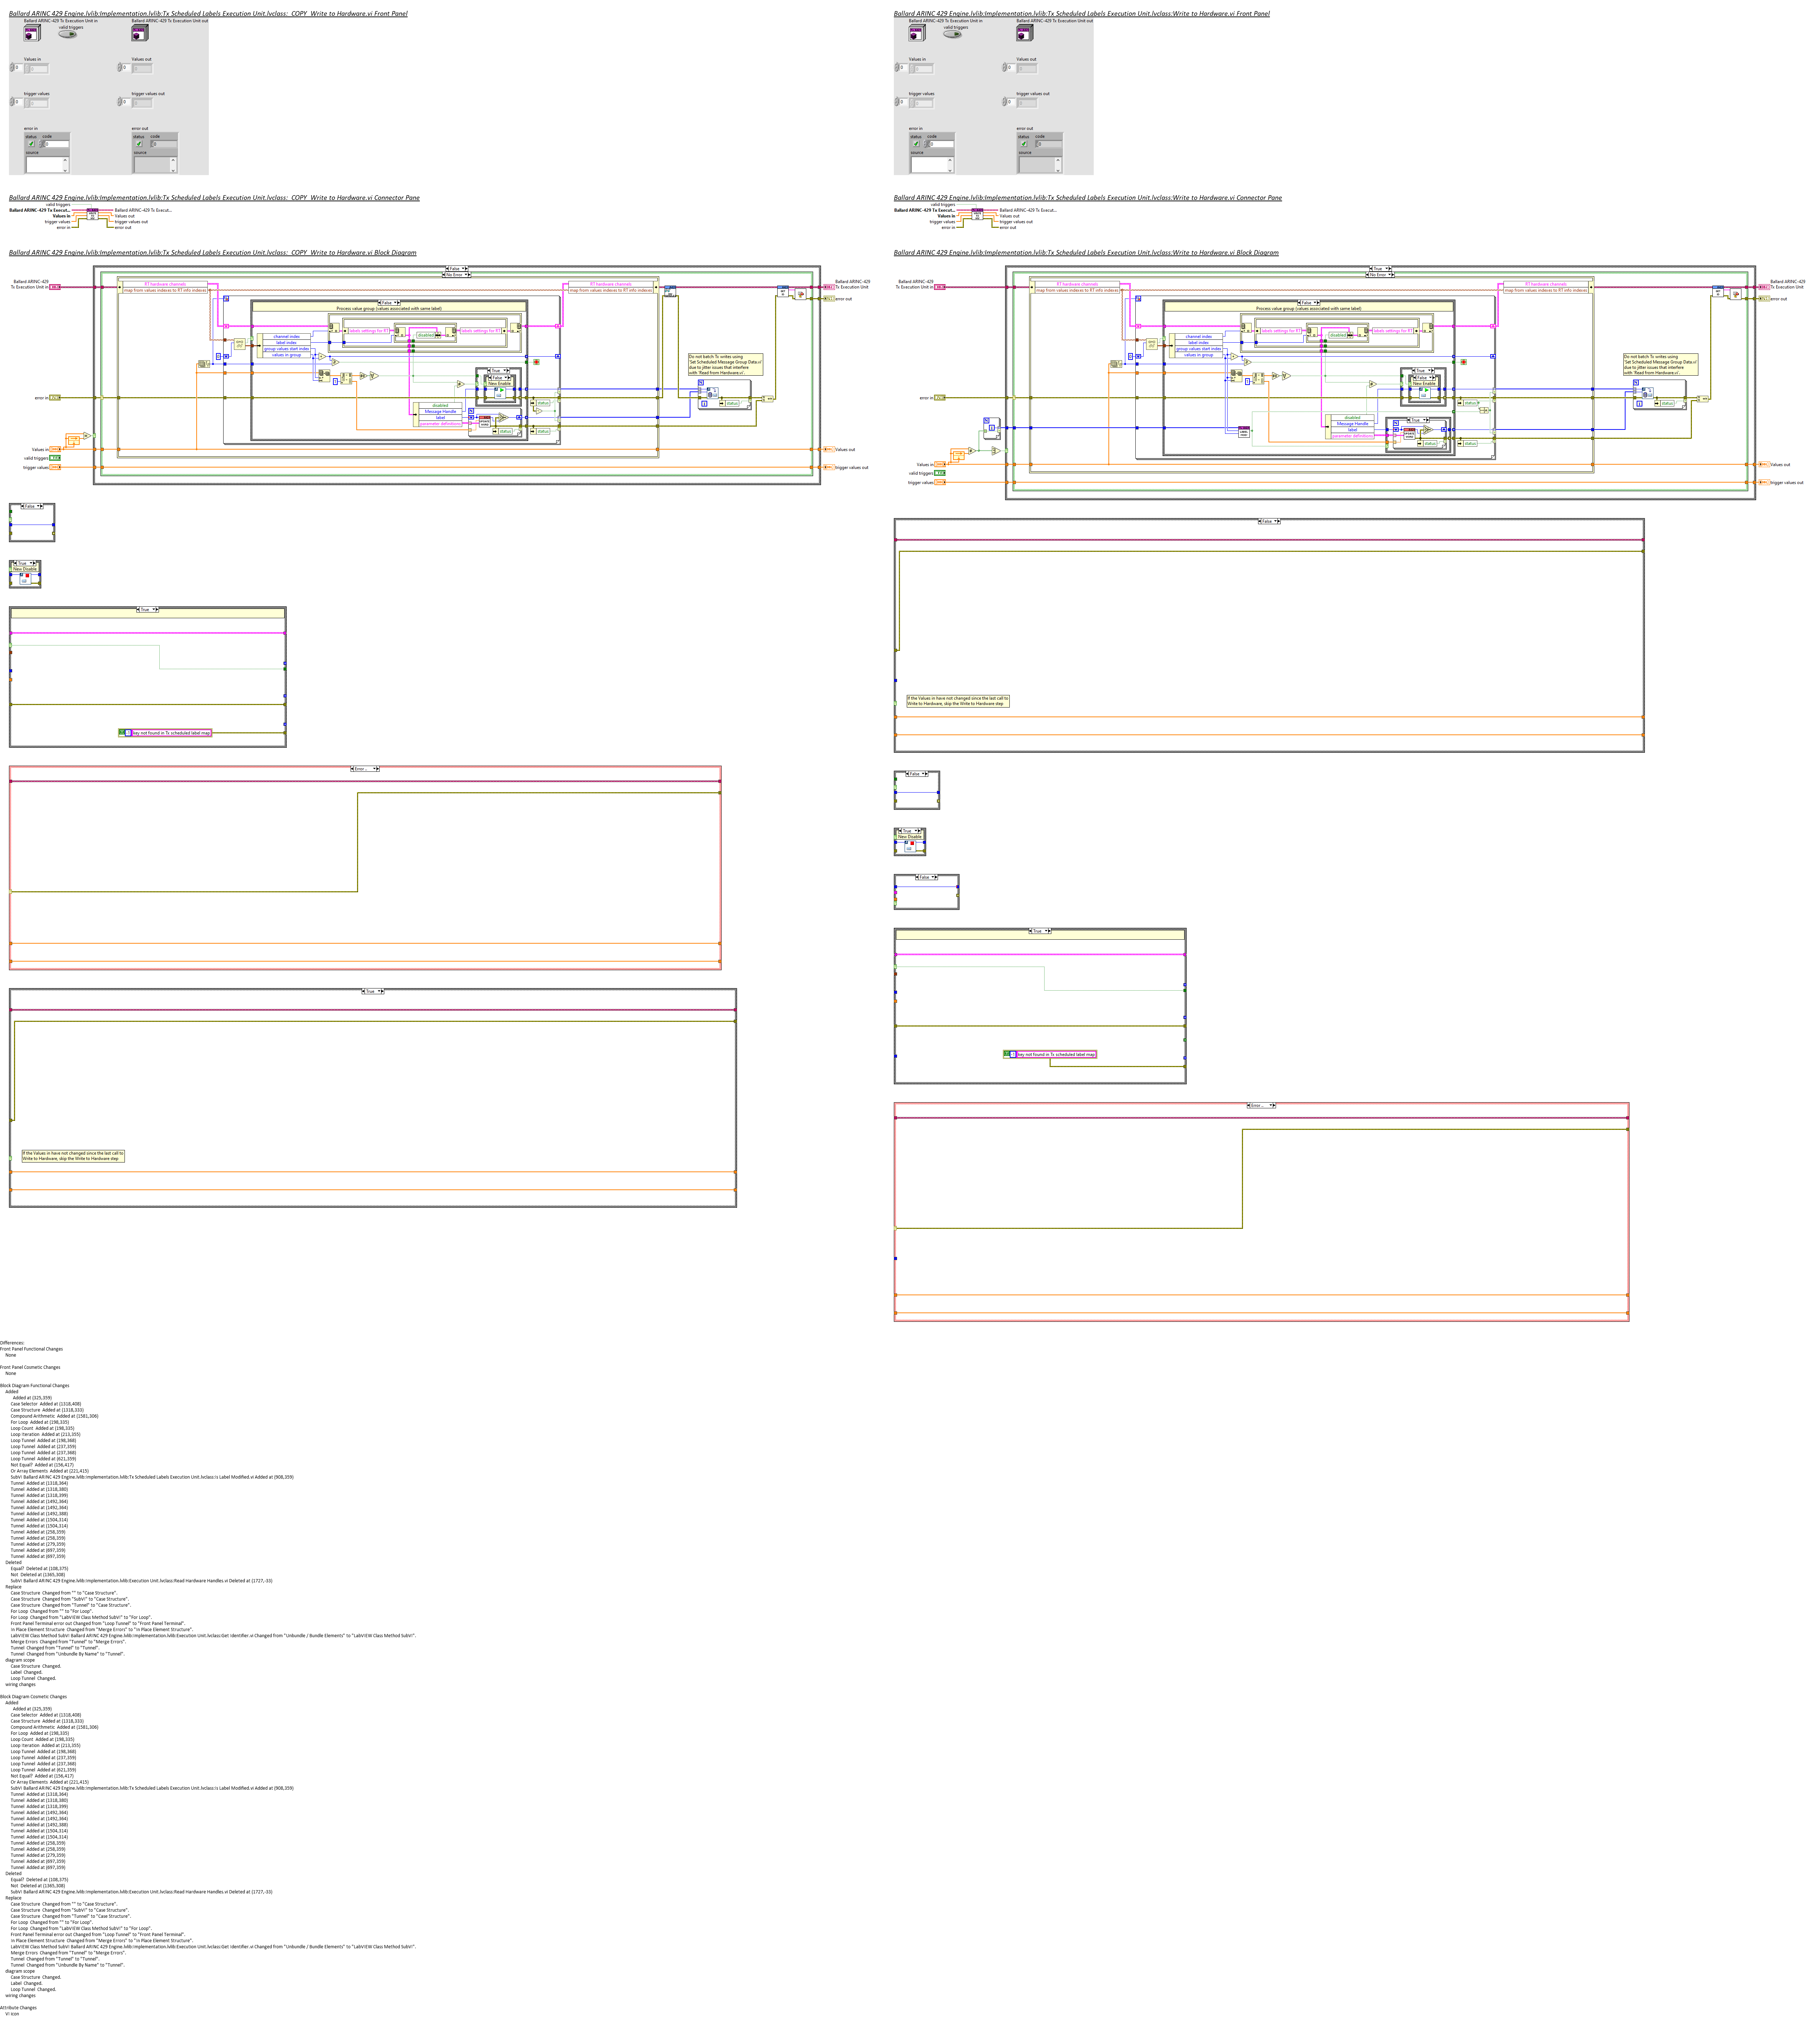 Ballard ARINC 429 Engine.lvlib:Implementation.lvlib:Tx Scheduled Labels Execution Unit.lvclass:_COPY_Write to Hardware.vi Front Panel
Ballard ARINC-429 Tx Execution Unit in
Ballard ARINC-429 Tx Execution Unit out
valid triggers
Values in
Values out
trigger values
trigger values out
error in
error out
status code
status code
source
source
Ballard ARINC 429 Engine.lvlib:Implementation.lvlib:Tx Scheduled Labels Execution Unit.lvclass:_COPY_Write to Hardware.vi Connector Pane
valid triggers
Ballard ARINC-429 Tx Execut...
Ballard ARINC-429 Tx Execut...
Values in
Values out
trigger values
trigger values out
error in
error out
Ballard ARINC 429 Engine.lvlib:Implementation.lvlib:Tx Scheduled Labels Execution Unit.lvclass:_COPY_Write to Hardware.vi Block Diagram
False
No Error
Ballard ARINC-429
Tx Execution Unit in
RT hardware channels
map from values indexes to RT info indexes
False
Process value group (values associated with same label)
labels settings for RT
disabled
labels settings for RT
channel index
label index
group values start index
values in group
RT hardware channels
map from values indexes to RT info indexes
Do not batch Tx writes using
'Set Scheduled Message Group Data.vi'
due to jitter issues that interfere
with 'Read from Hardware.vi'.
True
False
New Enable
disabled
Message Handle
label
parameter definitions
status
status
status
Ballard ARINC-429
Tx Execution Unit out
error out
error in
Values in
valid triggers
trigger values
Values out
trigger values out
False
True
New Disable
True
key not found in Tx scheduled label map
Error
True
If the Values in have not changed since the last call to
Write to Hardware, skip the Write to Hardware step
Ballard ARINC 429 Engine.lvlib:Implementation.lvlib:Tx Scheduled Labels Execution Unit.lvclass:Write to Hardware.vi Front Panel
Ballard ARINC-429 Tx Execution Unit in
Ballard ARINC-429 Tx Execution Unit out
valid triggers
Values in
Values out
trigger values
trigger values out
error in
error out
status code
status code
source
source
Ballard ARINC 429 Engine.lvlib:Implementation.lvlib:Tx Scheduled Labels Execution Unit.lvclass:Write to Hardware.vi Connector Pane
valid triggers
Ballard ARINC-429 Tx Execut...
Ballard ARINC-429 Tx Execut...
Values in
Values out
trigger values
trigger values out
error in
error out
Ballard ARINC 429 Engine.lvlib:Implementation.lvlib:Tx Scheduled Labels Execution Unit.lvclass:Write to Hardware.vi Block Diagram
True
No Error
Ballard ARINC-429
Tx Execution Unit in
RT hardware channels
map from values indexes to RT info indexes
False
Process value group (values associated with same label)
labels settings for RT
disabled
labels settings for RT
channel index
label index
group values start index
values in group
RT hardware channels
map from values indexes to RT info indexes
Do not batch Tx writes using
'Set Scheduled Message Group Data.vi'
due to jitter issues that interfere
with 'Read from Hardware.vi'.
True
False
New Enable
disabled
Message Handle
label
parameter definitions
True
status
status
status
status
Ballard ARINC-429
Tx Execution Unit out
error out
error in
Values in
valid triggers
trigger values
Values out
trigger values out
False
If the Values in have not changed since the last call to
Write to Hardware, skip the Write to Hardware step
False
True
New Disable
False
True
key not found in Tx scheduled label map
Error
Differences:
Front Panel Functional Changes
None
Front Panel Cosmetic Changes
None
Block Diagram Functional Changes
Added
Added at (325,359)
Case Selector Added at (1318,408)
Case Structure Added at (1318,333)
Compound Arithmetic Added at (1581,306)
For Loop Added at (198,335)
Loop Count Added at (198,335)
Loop Iteration Added at (213,355)
Loop Tunnel Added at (198,368)
Loop Tunnel Added at (237,359)
Loop Tunnel Added at (237,368)
Loop Tunnel Added at (621,359)
Not Equal? Added at (156,417)
Or Array Elements Added at (221,415)
SubVI Ballard ARINC 429 Engine.lvlib:Implementation.lvlib:Tx Scheduled Labels Execution Unit.lvclass:Is Label Modified.vi Added at (908,359)
Tunnel Added at (1318,364)
Tunnel Added at (1318,380)
Tunnel Added at (1318,399)
Tunnel Added at (1492,364)
Tunnel Added at (1492,364)
Tunnel Added at (1492,388)
Tunnel Added at (1504,314)
Tunnel Added at (1504,314)
Tunnel Added at (258,359)
Tunnel Added at (258,359)
Tunnel Added at (279,359)
Tunnel Added at (697,359)
Tunnel Added at (697,359)
Deleted
Equal? Deleted at (108,375)
Not Deleted at (1365,308)
SubVI Ballard ARINC 429 Engine.lvlib:Implementation.lvlib:Execution Unit.lvclass:Read Hardware Handles.vi Deleted at (1727,-33)
Replace
Case Structure Changed from "" to "Case Structure".
Case Structure Changed from "SubVI" to "Case Structure".
Case Structure Changed from "Tunnel" to "Case Structure".
For Loop Changed from "" to "For Loop".
For Loop Changed from "LabVIEW Class Method SubVI" to "For Loop".
Front Panel Terminal error out Changed from "Loop Tunnel" to "Front Panel Terminal".
In Place Element Structure Changed from "Merge Errors" to "In Place Element Structure".
LabVIEW Class Method SubVI Ballard ARINC 429 Engine.lvlib:Implementation.lvlib:Execution Unit.lvclass:Get Identifier.vi Changed from "Unbundle / Bundle Elements" to "LabVIEW Class Method SubVI".
Merge Errors Changed from "Tunnel" to "Merge Errors".
Tunnel Changed from "Tunnel" to "Tunnel".
Tunnel Changed from "Unbundle By Name" to "Tunnel".
diagram scope
Case Structure Changed.
Label Changed.
Loop Tunnel Changed.
wiring changes
Block Diagram Cosmetic Changes
Added
Added at (325,359)
Case Selector Added at (1318,408)
Case Structure Added at (1318,333)
Compound Arithmetic Added at (1581,306)
For Loop Added at (198,335)
Loop Count Added at (198,335)
Loop Iteration Added at (213,355)
Loop Tunnel Added at (198,368)
Loop Tunnel Added at (237,359)
Loop Tunnel Added at (237,368)
Loop Tunnel Added at (621,359)
Not Equal? Added at (156,417)
Or Array Elements Added at (221,415)
SubVI Ballard ARINC 429 Engine.lvlib:Implementation.lvlib:Tx Scheduled Labels Execution Unit.lvclass:Is Label Modified.vi Added at (908,359)
Tunnel Added at (1318,364)
Tunnel Added at (1318,380)
Tunnel Added at (1318,399)
Tunnel Added at (1492,364)
Tunnel Added at (1492,364)
Tunnel Added at (1492,388)
Tunnel Added at (1504,314)
Tunnel Added at (1504,314)
Tunnel Added at (258,359)
Tunnel Added at (258,359)
Tunnel Added at (279,359)
Tunnel Added at (697,359)
Tunnel Added at (697,359)
Deleted
Equal? Deleted at (108,375)
Not Deleted at (1365,308)
SubVI Ballard ARINC 429 Engine.lvlib:Implementation.lvlib:Execution Unit.lvclass:Read Hardware Handles.vi Deleted at (1727,-33)
Replace
Case Structure Changed from "" to "Case Structure".
Case Structure Changed from "SubVI" to "Case Structure".
Case Structure Changed from "Tunnel" to "Case Structure".
For Loop Changed from "" to "For Loop".
For Loop Changed from "LabVIEW Class Method SubVI" to "For Loop".
Front Panel Terminal error out Changed from "Loop Tunnel" to "Front Panel Terminal".
In Place Element Structure Changed from "Merge Errors" to "In Place Element Structure".
LabVIEW Class Method SubVI Ballard ARINC 429 Engine.lvlib:Implementation.lvlib:Execution Unit.lvclass:Get Identifier.vi Changed from "Unbundle / Bundle Elements" to "LabVIEW Class Method SubVI".
Merge Errors Changed from "Tunnel" to "Merge Errors".
Tunnel Changed from "Tunnel" to "Tunnel".
Tunnel Changed from "Unbundle By Name" to "Tunnel".
diagram scope
Case Structure Changed.
Label Changed.
Loop Tunnel Changed.
wiring changes
Attribute Changes
VI icon